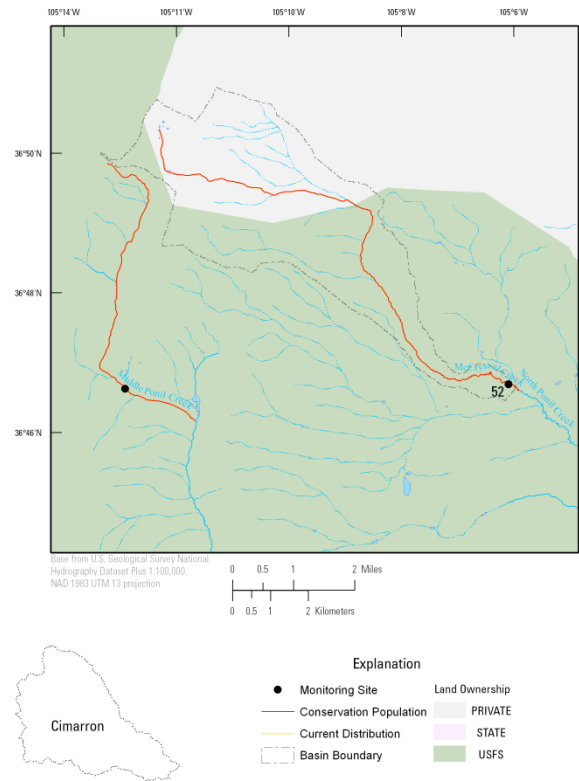 105°14'W 105°11'W 105°10'W 105°8'W 105°6'W
36°50'N
36°48'N
36°46'N
Middle Ponil Creek
McCrystal Creek
North Ponil Creek
52
Base from U.S. Geological Survey National
Hydrography Dataset Plus 1:100,000.
NAD 1983 UTM 13 projection
0 0.5 1 2 Miles
0 0.5 1 2 Kilometers
Cimarron
Explanation
Monitoring Site
Conservation Population
Current Distribution
Basin Boundary
Land Ownership
PRIVATE
STATE
USFS